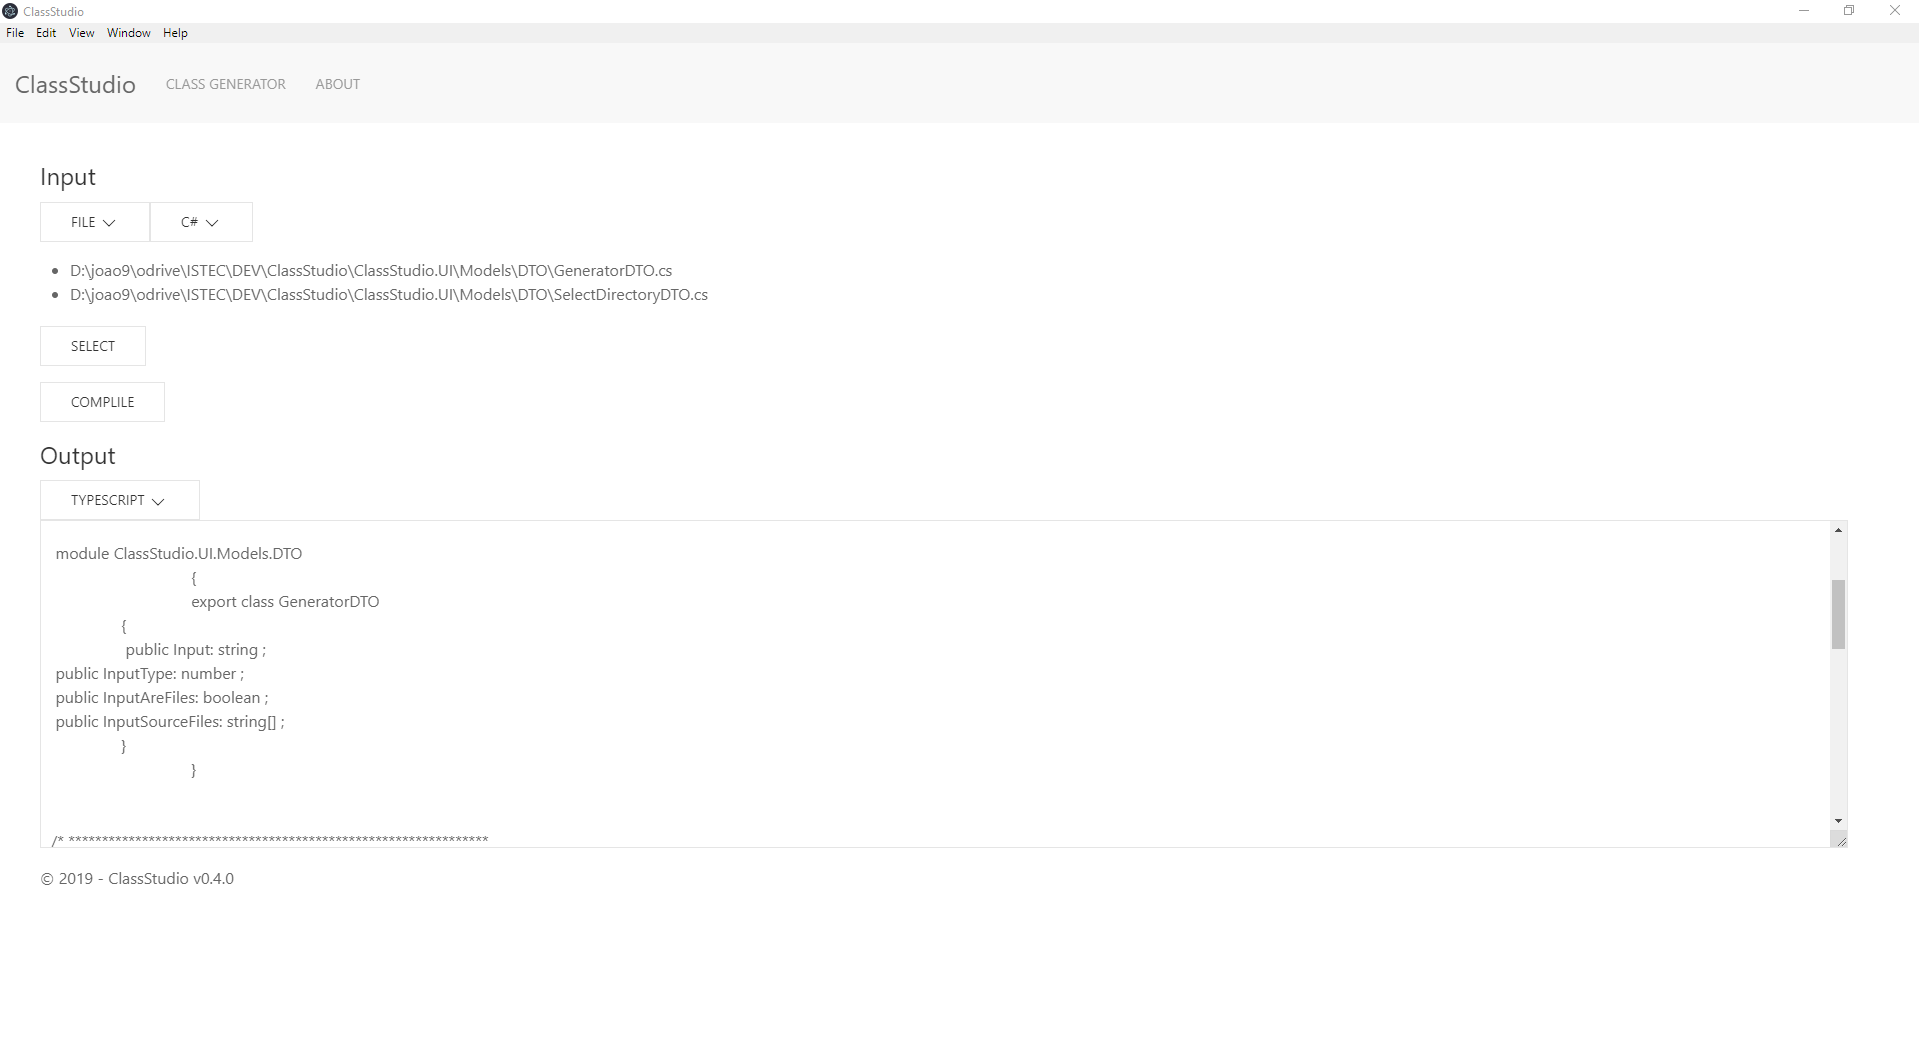 ClassStudio
File Edit View Window Help
ClassStudio CLASS GENERATOR ABOUT
Input
FILE C#
D:\joao9\odrive\ISTEC\DEV\ClassStudio\ClassStudio.UI\Models\DTO\GeneratorDTO.cs
D:\joao9\odrive\ISTEC\DEV\ClassStudio\ClassStudio.UI\Models\DTO\SelectDirectoryDTO.cs
SELECT
COMPLILE
Output
TYPESCRIPT
module ClassStudio.UI.Models.DTO
{
export class GeneratorDTO
{
public Input: string ;
public InputType: number ;
public InputAreFiles: boolean ;
public InputSourceFiles: string[] ;
}
}
/* ***************************************************************
© 2019 - ClassStudio v0.4.0